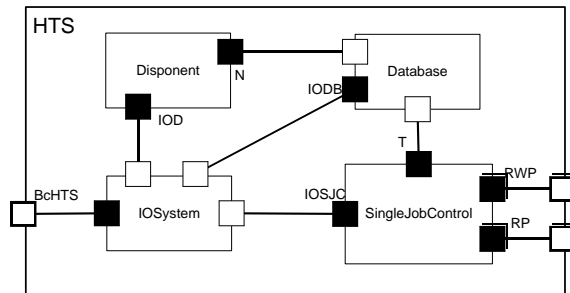 HTS
Disponent
N
Database
IODB
IOD
T
RWP
BcHTS
IOSJC
IOSystem
SingleJobControl
RP